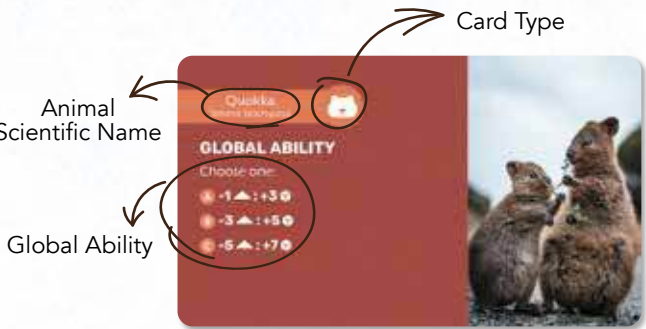 Card Type
Quokka
Animal
Scientific Name
GLOBAL ABILITY
Choose one:
A -1 : +3
B -3 : +5
C -5 : +7
Global Ability